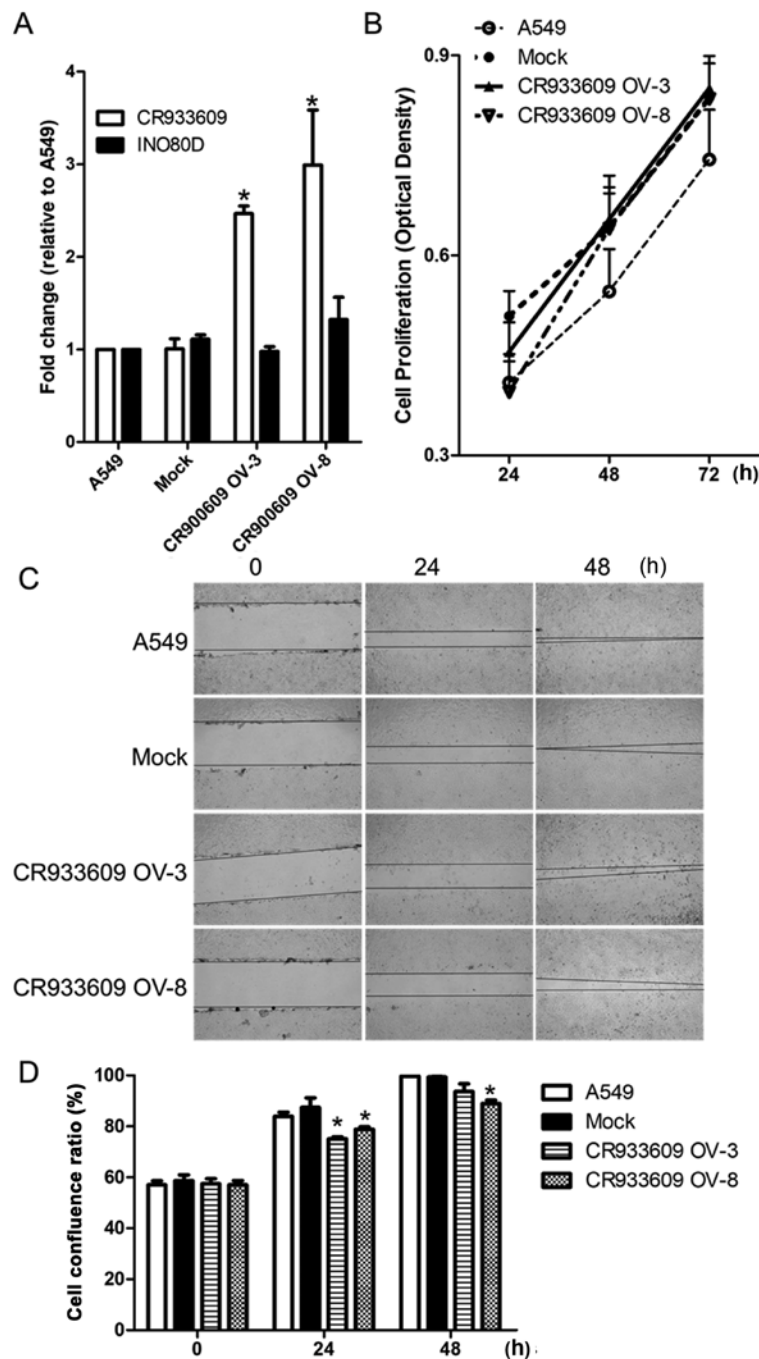 A
Fold change (relative to A549)
4
3
2
1
0
CR933609
INO80D
*
*
A549
Mock
CR900609 OV-3
CR900609 OV-8
B
Cell Proliferation (Optical Density)
0.9
0.6
0.3
A549
Mock
CR933609 OV-3
CR933609 OV-8
24
48
72 (h)
C
0 24 48 (h)
A549
Mock
CR933609 OV-3
CR933609 OV-8
D
Cell confluence ratio (%)
100
80
60
40
20
0
* *
*
0 24 48 (h)
A549
Mock
CR933609 OV-3
CR933609 OV-8